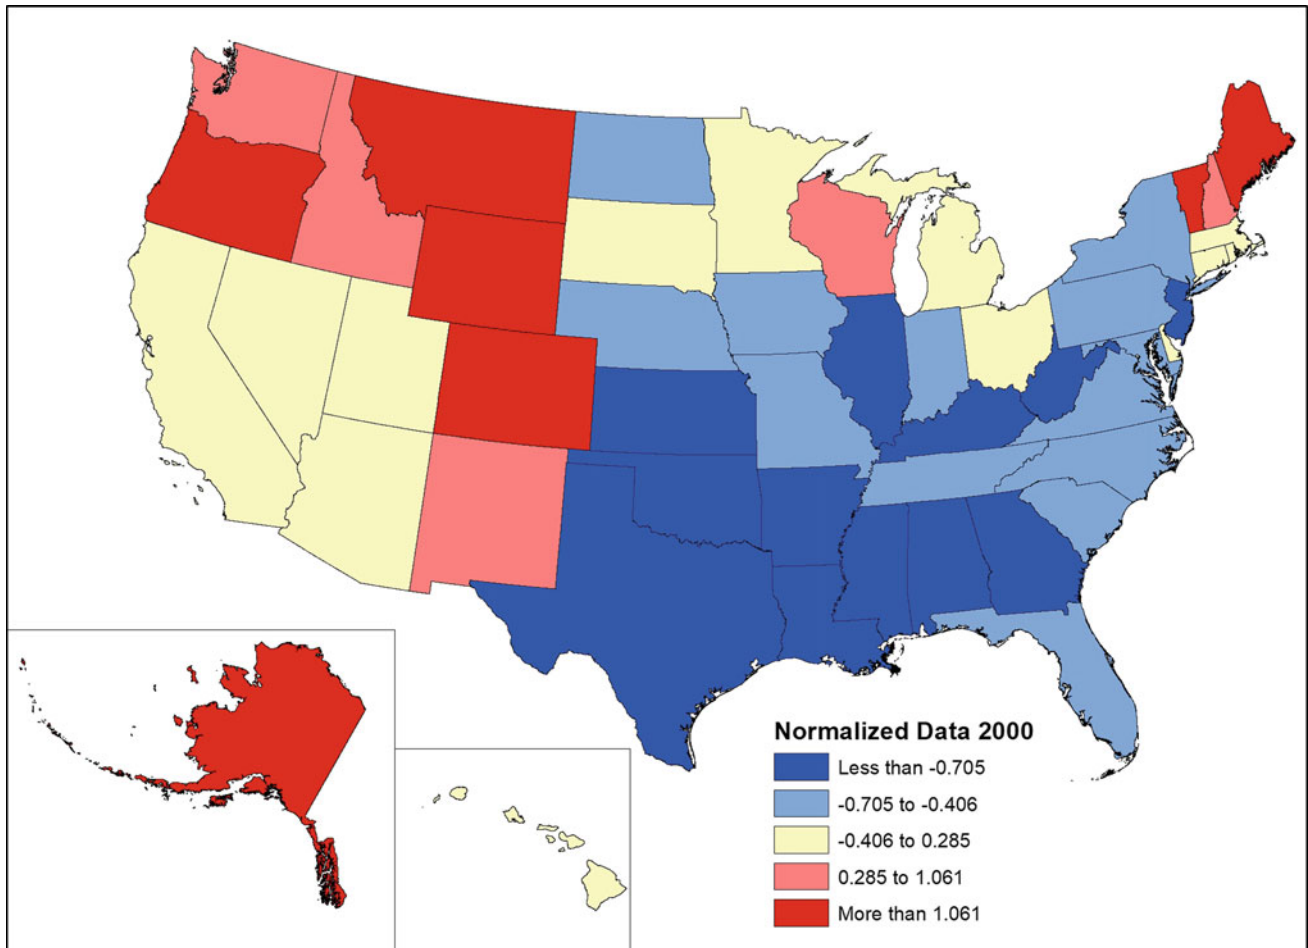 Normalized Data 2000
Less than -0.705
-0.705 to -0.406
-0.406 to 0.285
0.285 to 1.061
More than 1.061